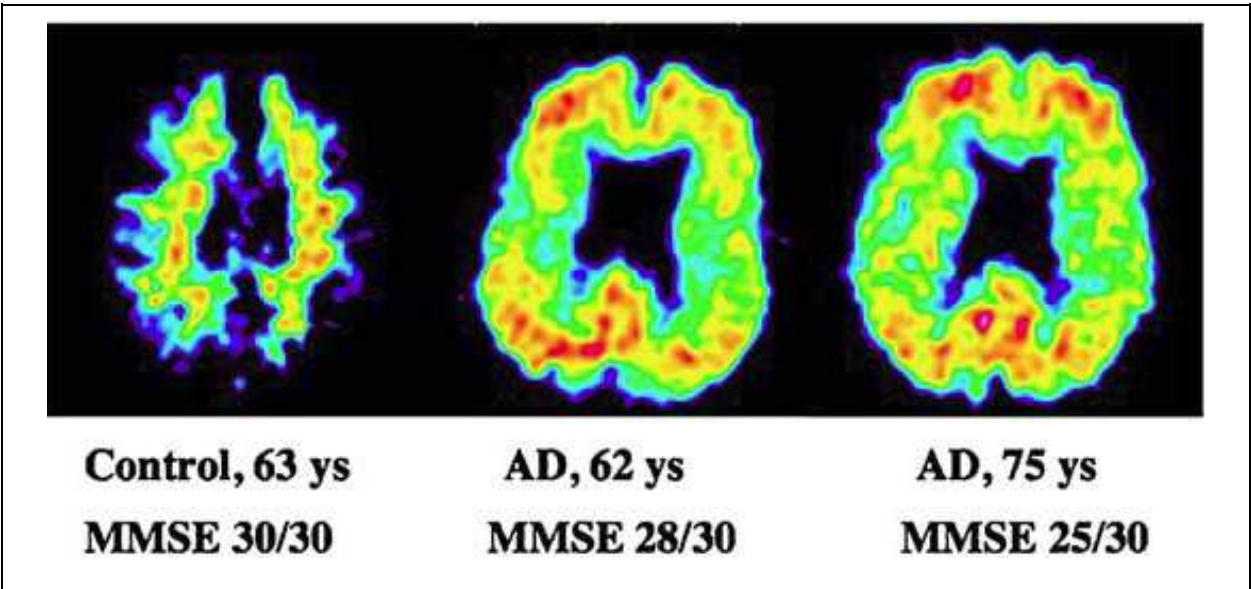 Control, 63 ys
AD, 62 ys
AD, 75 ys
MMSE 30/30
MMSE 28/30
MMSE 25/30